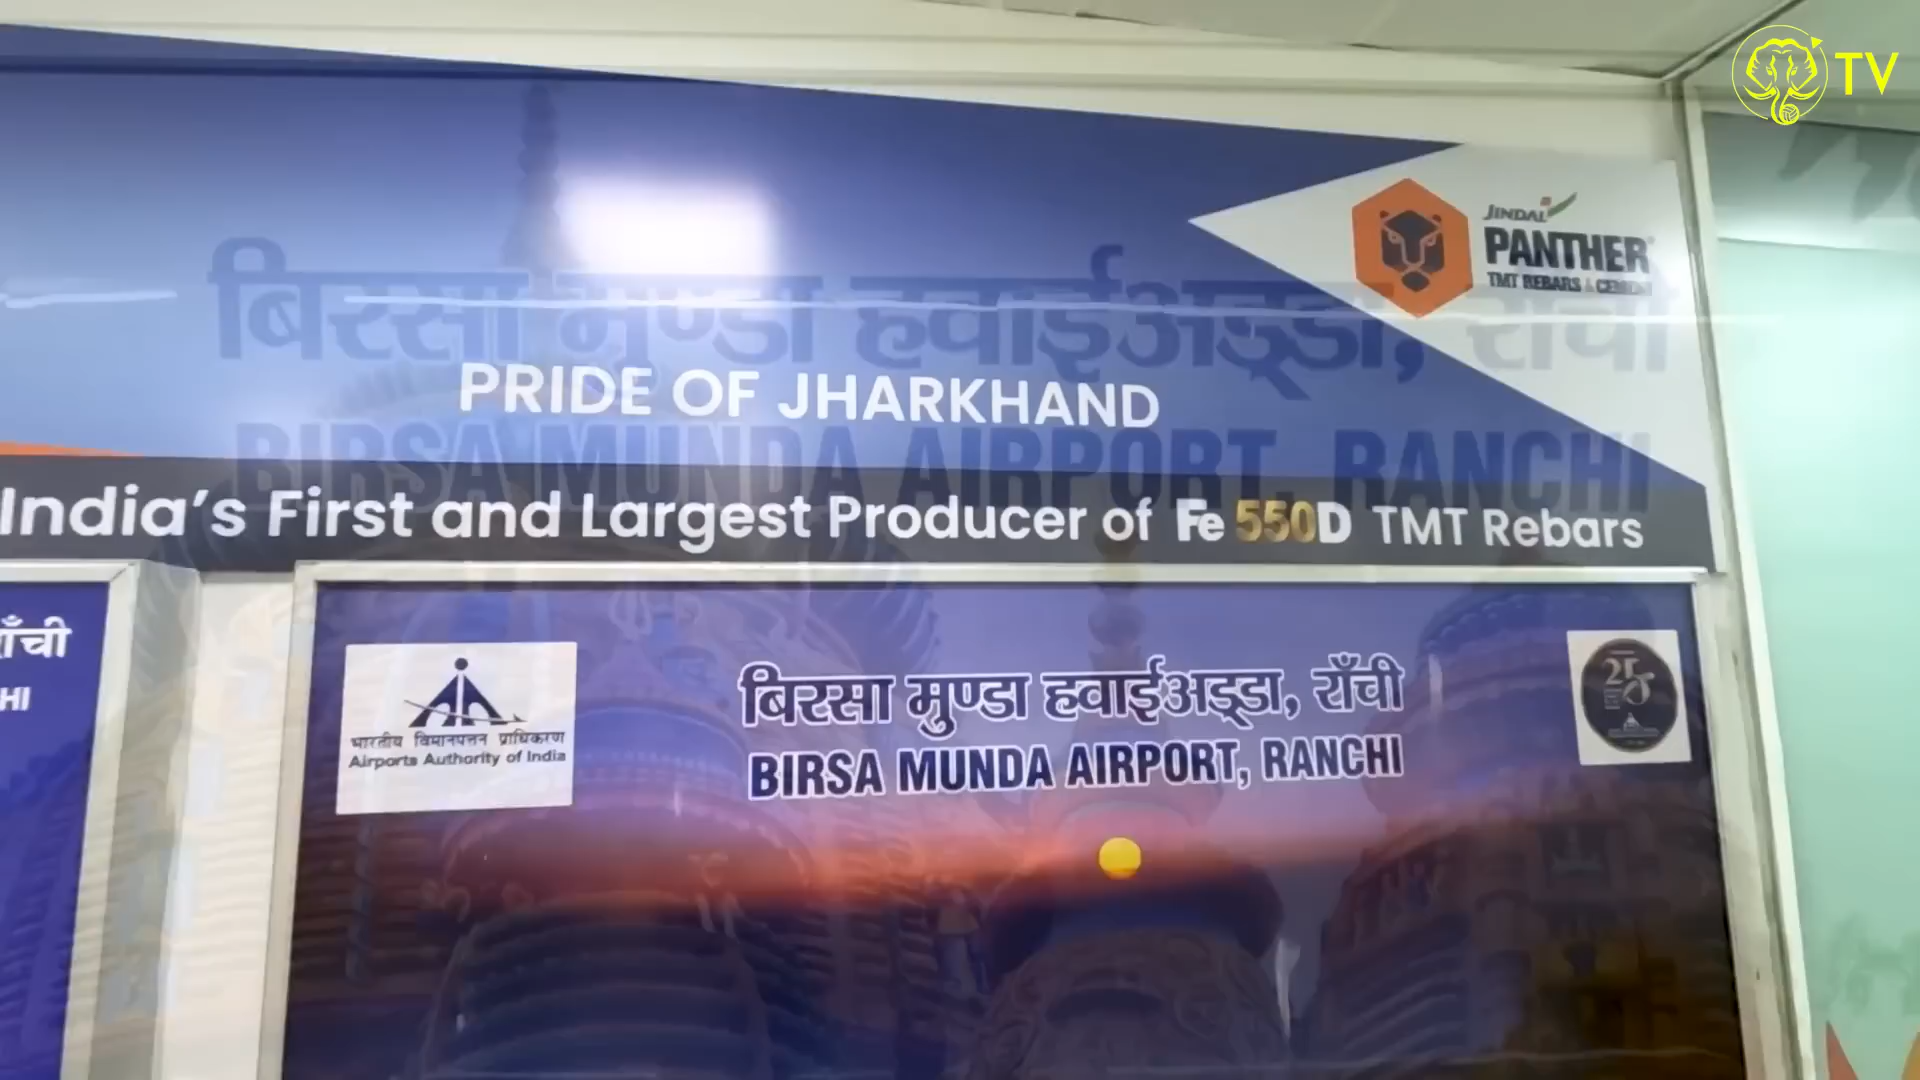 TV
JINDAL
PANTHER
TMT REBARS & CEMENT
बिरसा मुण्डा हवाईअड्डा, राँची
PRIDE OF JHARKHAND
BIRSA MUNDA AIRPORT, RANCHI
India's First and Largest Producer of Fe 550D TMT Rebars
राँची
HI
भारतीय विमानपत्तन प्राधिकरण
Airports Authority of India
बिरसा मुण्डा हवाईअड्डा, राँची
BIRSA MUNDA AIRPORT, RANCHI
25